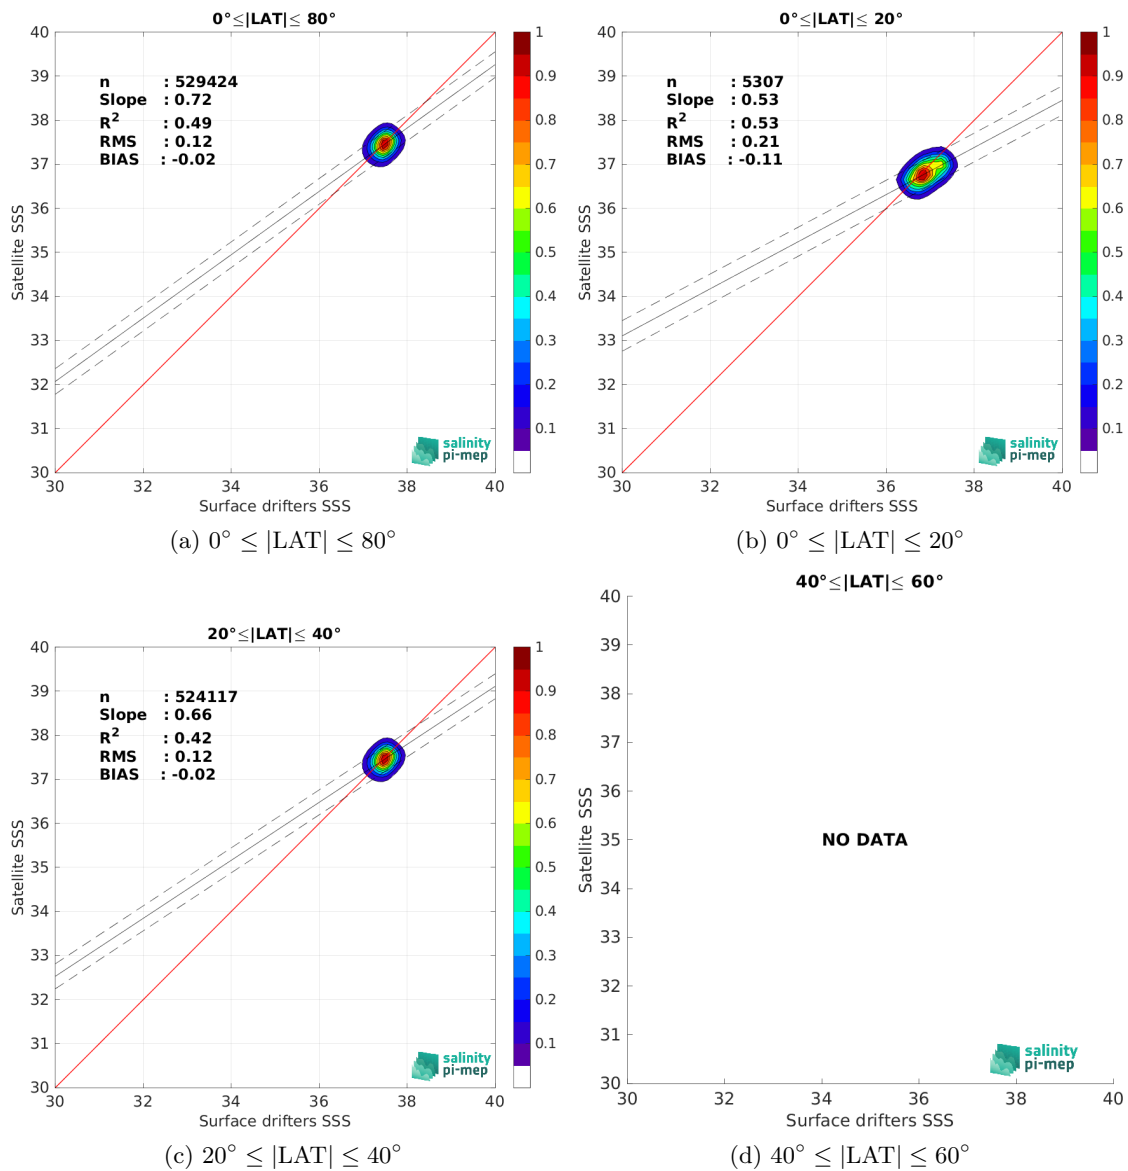 0°≤|LAT|≤ 80°
40
39
38
37
36
35
34
33
32
31
30
Satellite SSS
n : 529424
Slope : 0.72
R² : 0.49
RMS : 0.12
BIAS : -0.02
1
0.9
0.8
0.7
0.6
0.5
0.4
0.3
0.2
0.1
salinity
pi-mep
30 32 34 36 38 40
Surface drifters SSS
(a) 0° ≤ |LAT| ≤ 80°
0°≤|LAT|≤ 20°
40
39
38
37
36
35
34
33
32
31
30
Satellite SSS
n : 5307
Slope : 0.53
R² : 0.53
RMS : 0.21
BIAS : -0.11
1
0.9
0.8
0.7
0.6
0.5
0.4
0.3
0.2
0.1
salinity
pi-mep
30 32 34 36 38 40
Surface drifters SSS
(b) 0° ≤ |LAT| ≤ 20°
20°≤|LAT|≤ 40°
40
39
38
37
36
35
34
33
32
31
30
Satellite SSS
n : 524117
Slope : 0.66
R² : 0.42
RMS : 0.12
BIAS : -0.02
1
0.9
0.8
0.7
0.6
0.5
0.4
0.3
0.2
0.1
salinity
pi-mep
30 32 34 36 38 40
Surface drifters SSS
(c) 20° ≤ |LAT| ≤ 40°
40°≤|LAT|≤ 60°
40
39
38
37
36
35
34
33
32
31
30
Satellite SSS
NO DATA
salinity
pi-mep
30 32 34 36 38 40
Surface drifters SSS
(d) 40° ≤ |LAT| ≤ 60°